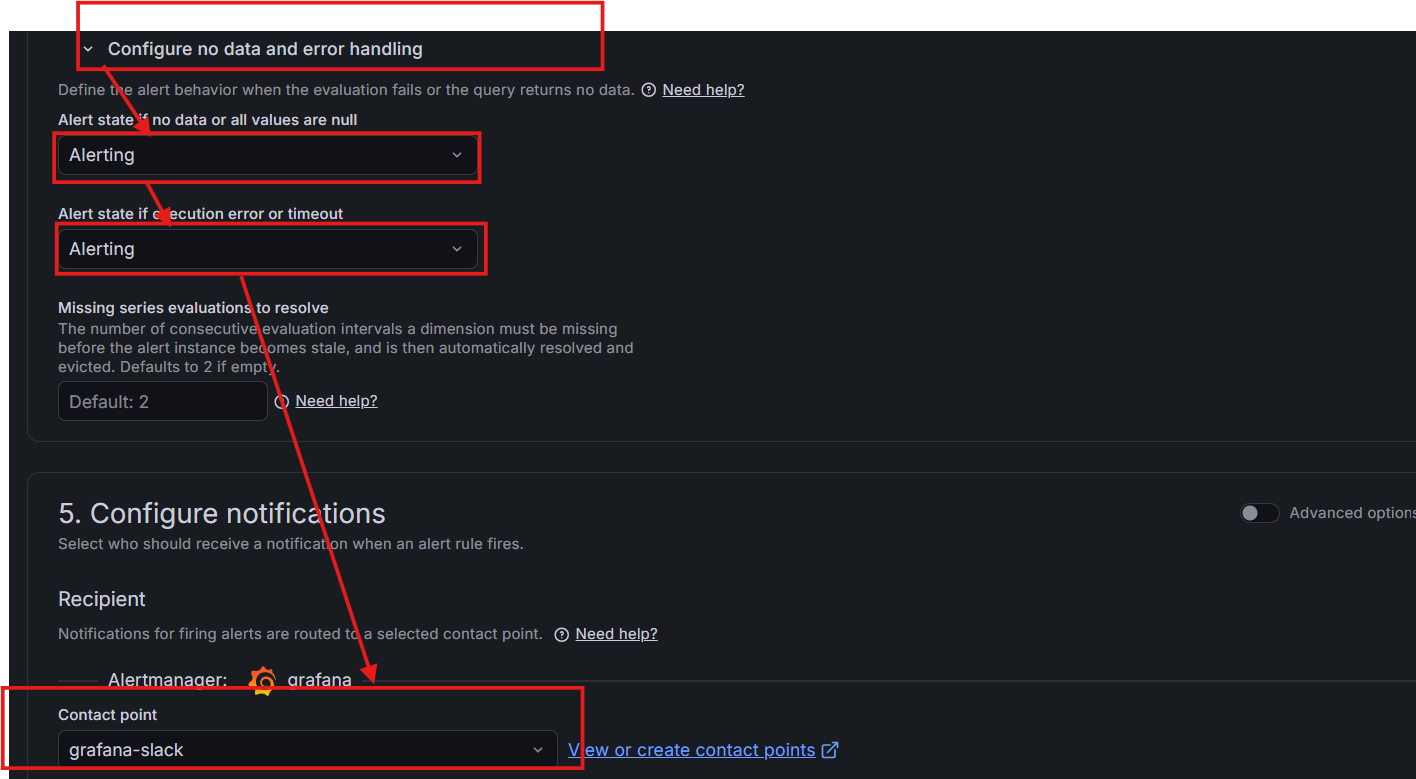 Configure no data and error handling
Define the alert behavior when the evaluation fails or the query returns no data. Need help?
Alert state if no data or all values are null
Alerting
Alert state if execution error or timeout
Alerting
Missing series evaluations to resolve
The number of consecutive evaluation intervals a dimension must be missing
before the alert instance becomes stale, and is then automatically resolved and
evicted. Defaults to 2 if empty.
Default: 2 Need help?
5. Configure notifications
Advanced options
Select who should receive a notification when an alert rule fires.
Recipient
Notifications for firing alerts are routed to a selected contact point. Need help?
Alertmanager: grafana
Contact point
grafana-slack View or create contact points